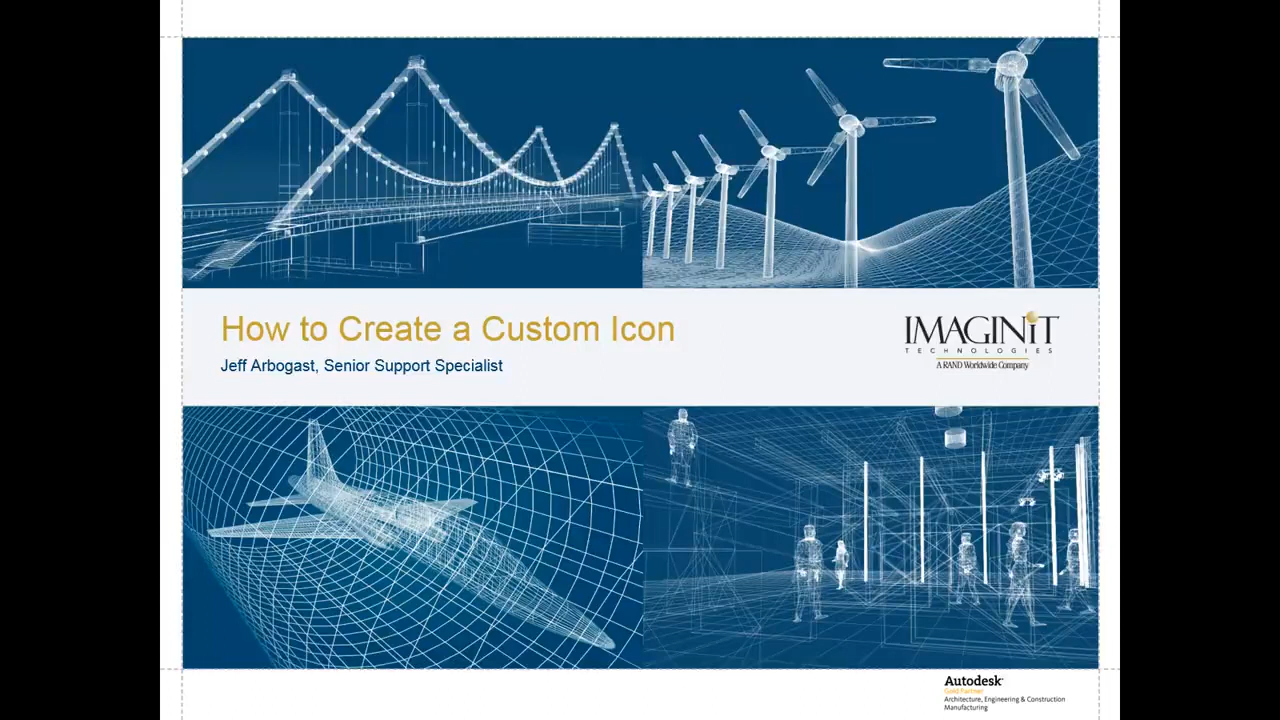 How to Create a Custom Icon
Jeff Arbogast, Senior Support Specialist
IMAGINiT
TECHNOLOGIES
A RAND Worldwide Company
Autodesk
Gold Partner
Architecture, Engineering & Construction
Manufacturing